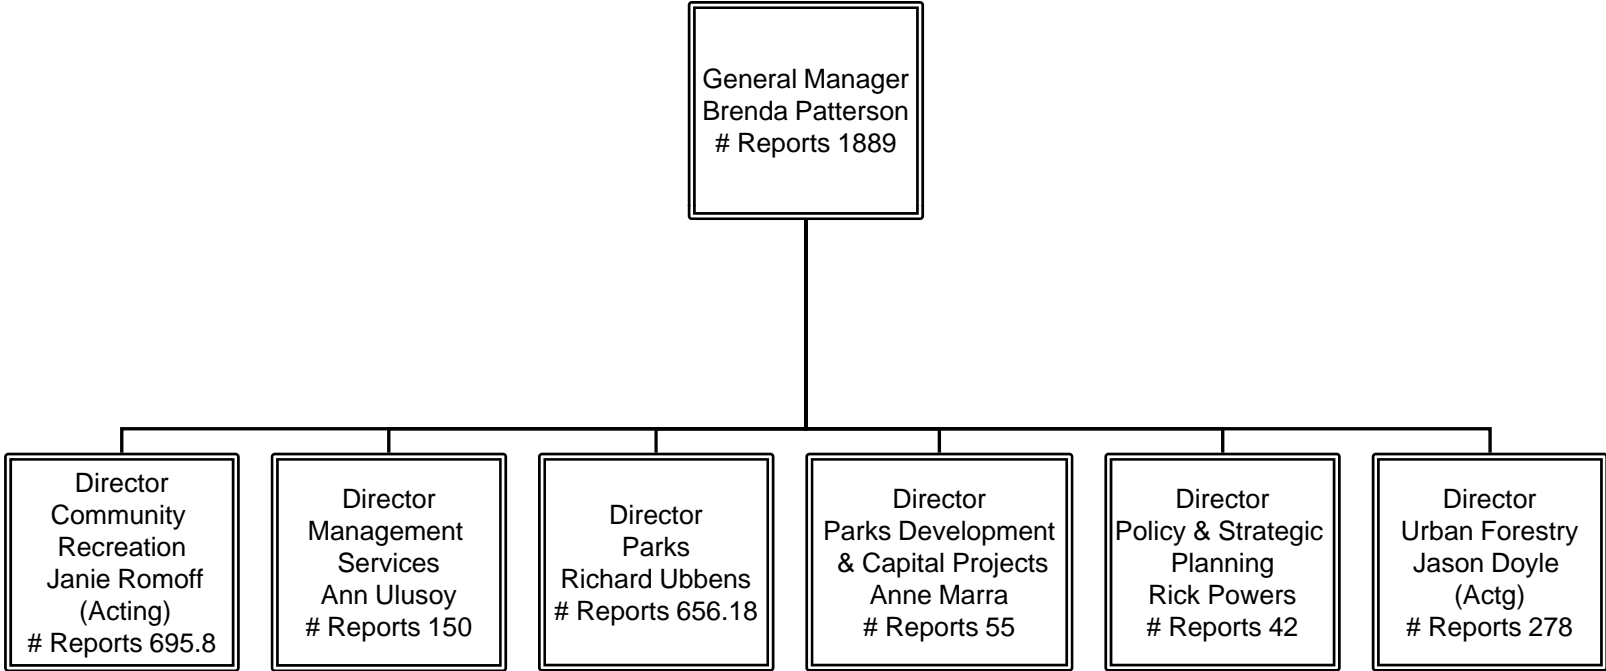 General Manager
Brenda Patterson
# Reports 1889
Director
Community
Recreation
Janie Romoff
(Acting)
# Reports 695.8
Director
Management
Services
Ann Ulusoy
# Reports 150
Director
Parks
Richard Ubbens
# Reports 656.18
Director
Parks Development
& Capital Projects
Anne Marra
# Reports 55
Director
Policy & Strategic
Planning
Rick Powers
# Reports 42
Director
Urban Forestry
Jason Doyle
(Actg)
# Reports 278